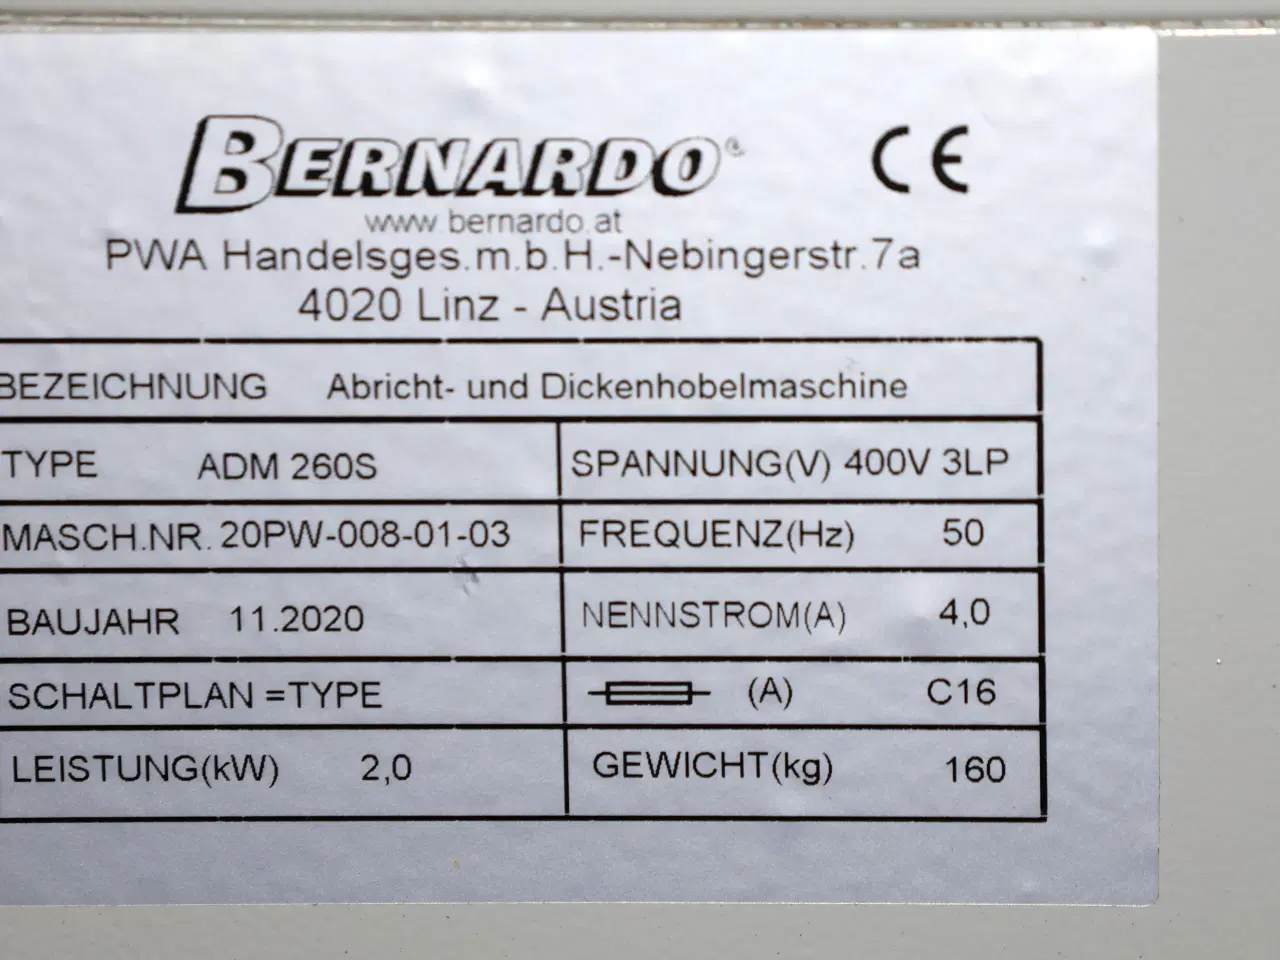 BERNARDO®
CE
www.bernardo.at
PWA Handelsges.m.b.H.-Nebingerstr.7a
4020 Linz - Austria
BEZEICHNUNG Abricht- und Dickenhobelmaschine
TYPE ADM 260S SPANNUNG(V) 400V 3LP
MASCH.NR. 20PW-008-01-03 FREQUENZ(Hz) 50
BAUJAHR 11.2020 NENNSTROM(A) 4,0
SCHALTPLAN =TYPE (A) C16
LEISTUNG(kW) 2,0 GEWICHT(kg) 160